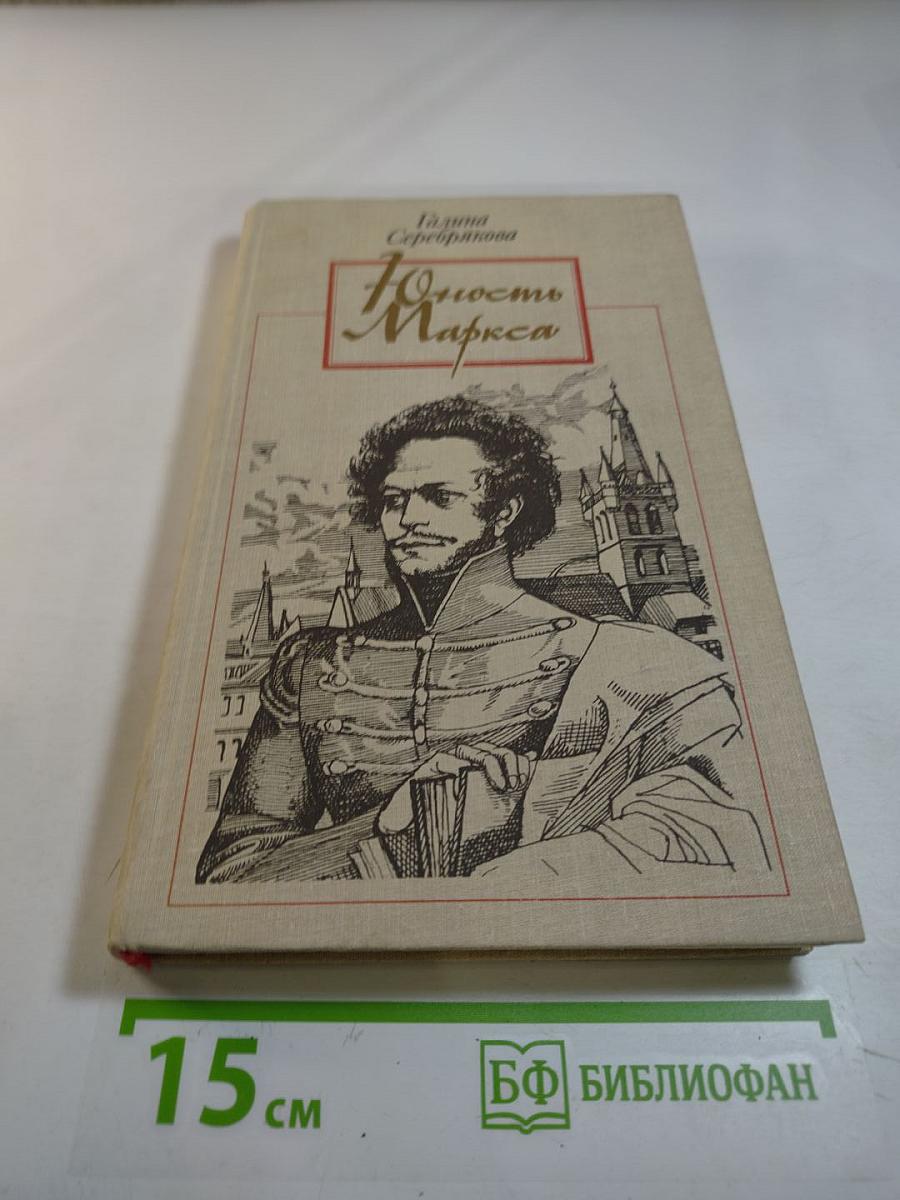 Галина
Серебрякова
Юность
Маркса
15 см
БФ БИБЛИОФАН